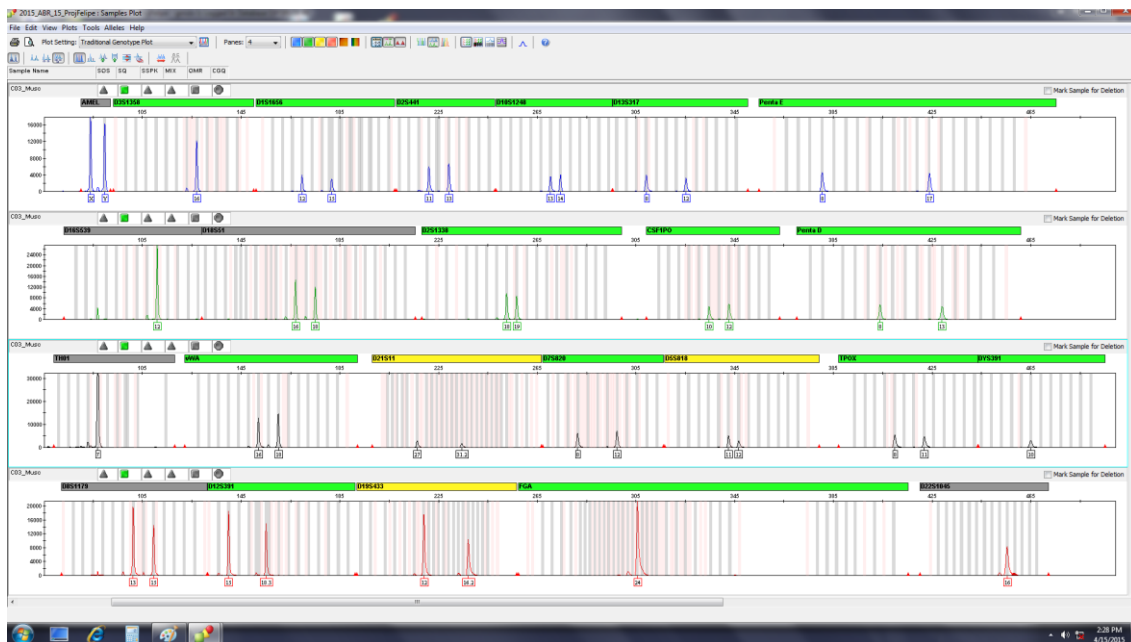 2015_ABR_15_ProjFelipe : Samples Plot
File Edit View Plots Tools Alleles Help
Plot Setting: Traditional Genotype Plot Panes: 4
Sample Name SOS SQ SSPK MIX OMR CGQ
C03_Muso Mark Sample for Deletion
AMEL D3S1358 D1S1656 D2S441 D10S1248 D13S317 Penta E
105 145 185 225 265 305 345 385 425 465
16000
12000
8000
4000
0
X Y 16 12 13 11 13 13 14 8 12 8 17
C03_Muso Mark Sample for Deletion
D16S539 D18S51 D2S1338 CSF1PO Penta D
105 145 185 225 265 305 345 385 425 465
24000
20000
16000
12000
8000
4000
0
12 16 18 18 19 10 12 9 13
C03_Muso Mark Sample for Deletion
TH01 vWA D21S11 D7S820 D5S818 TPOX DYS391
105 145 185 225 265 305 345 385 425 465
30000
20000
10000
0
7 16 18 27 31.2 8 12 11 12 8 11 10
C03_Muso Mark Sample for Deletion
D8S1179 D12S391 D19S433 FGA D22S1045
105 145 185 225 265 305 345 385 425 465
20000
16000
12000
8000
4000
0
13 12 16.2 24 16
2:28 PM
4/15/2015